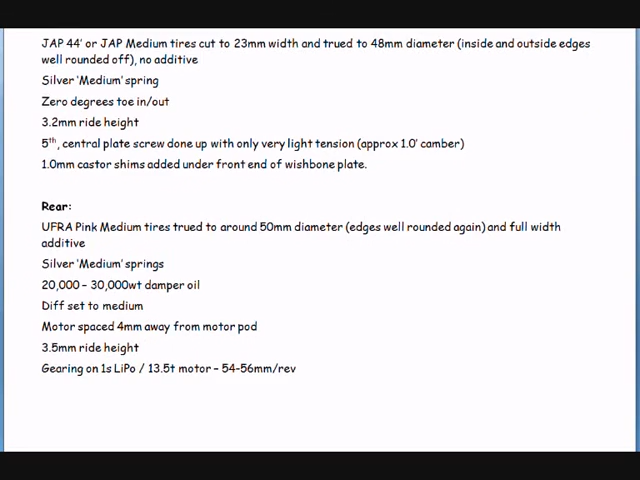 JAP 44' or JAP Medium tires cut to 23mm width and trued to 48mm diameter (inside and outside edges
well rounded off), no additive
Silver 'Medium' spring
Zero degrees toe in/out
3.2mm ride height
5th, central plate screw done up with only very light tension (approx 1.0' camber)
1.0mm castor shims added under front end of wishbone plate.
Rear:
UFRA Pink Medium tires trued to around 50mm diameter (edges well rounded again) and full width
additive
Silver 'Medium' springs
20,000 – 30,000wt damper oil
Diff set to medium
Motor spaced 4mm away from motor pod
3.5mm ride height
Gearing on 1s LiPo / 13.5t motor – 54-56mm/rev